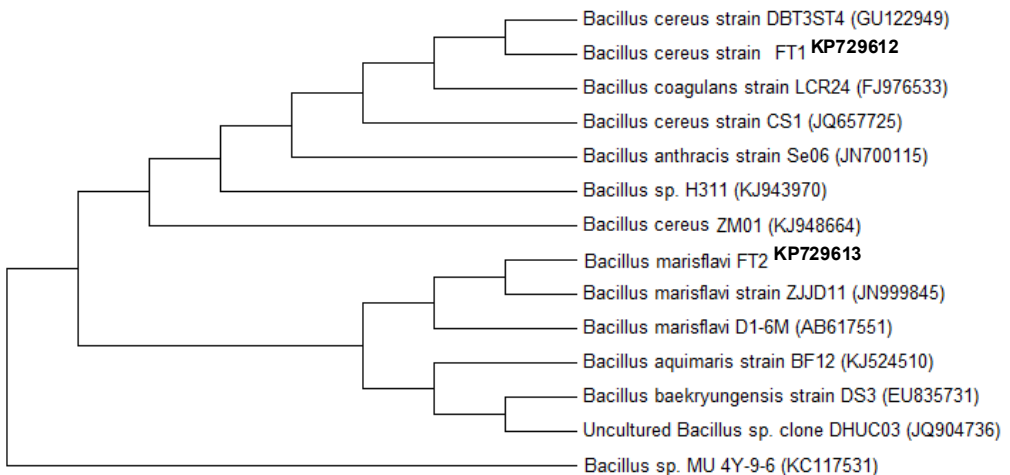 Bacillus cereus strain DBT3ST4 (GU122949)
Bacillus cereus strain FT1 KP729612
Bacillus coagulans strain LCR24 (FJ976533)
Bacillus cereus strain CS1 (JQ657725)
Bacillus anthracis strain Se06 (JN700115)
Bacillus sp. H311 (KJ943970)
Bacillus cereus ZM01 (KJ948664)
Bacillus marisflavi FT2 KP729613
Bacillus marisflavi strain ZJJD11 (JN999845)
Bacillus marisflavi D1-6M (AB617551)
Bacillus aquimaris strain BF12 (KJ524510)
Bacillus baekryungensis strain DS3 (EU835731)
Uncultured Bacillus sp. clone DHUC03 (JQ904736)
Bacillus sp. MU 4Y-9-6 (KC117531)